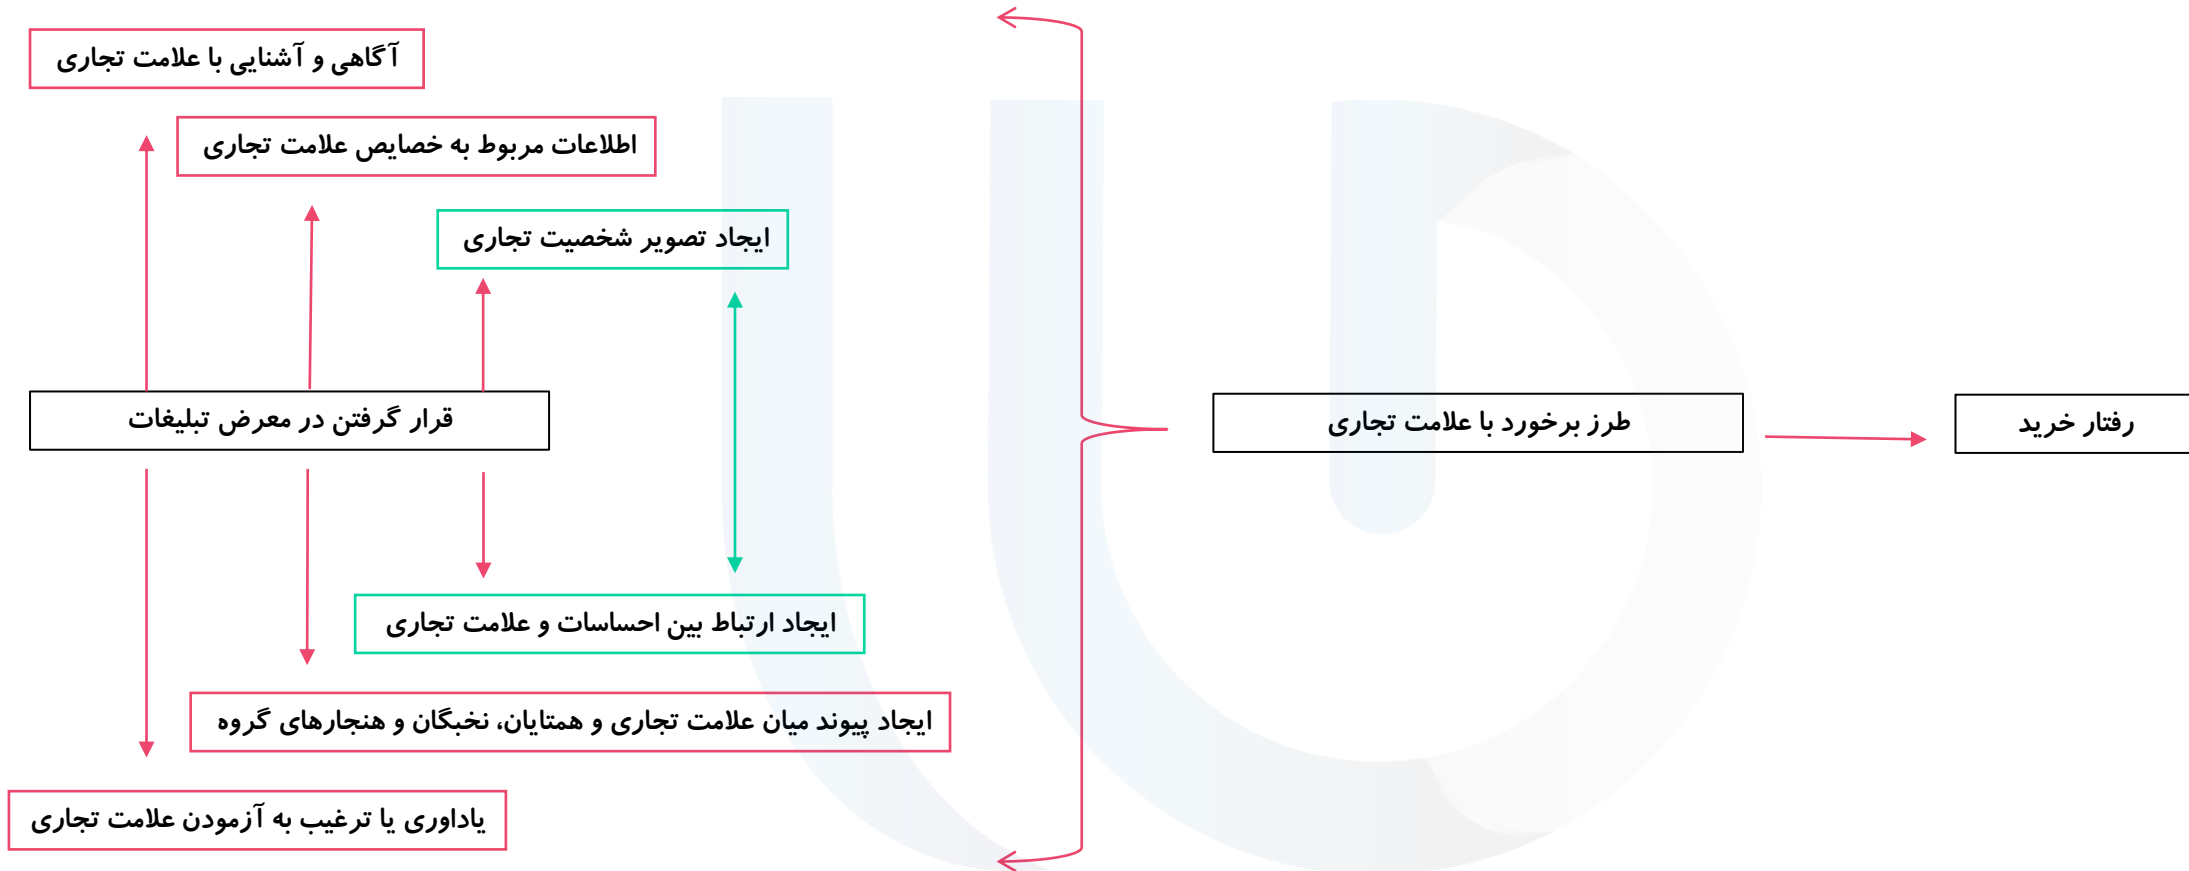 آگاهی و آشنایی با علامت تجاری
اطلاعات مربوط به خصایص علامت تجاری
ایجاد تصویر شخصیت تجاری
قرار گرفتن در معرض تبلیغات
طرز برخورد با علامت تجاری
رفتار خرید
ایجاد ارتباط بین احساسات و علامت تجاری
ایجاد پیوند میان علامت تجاری و همتایان، نخبگان و هنجارهای گروه
یاداوری یا ترغیب به آزمودن علامت تجاری